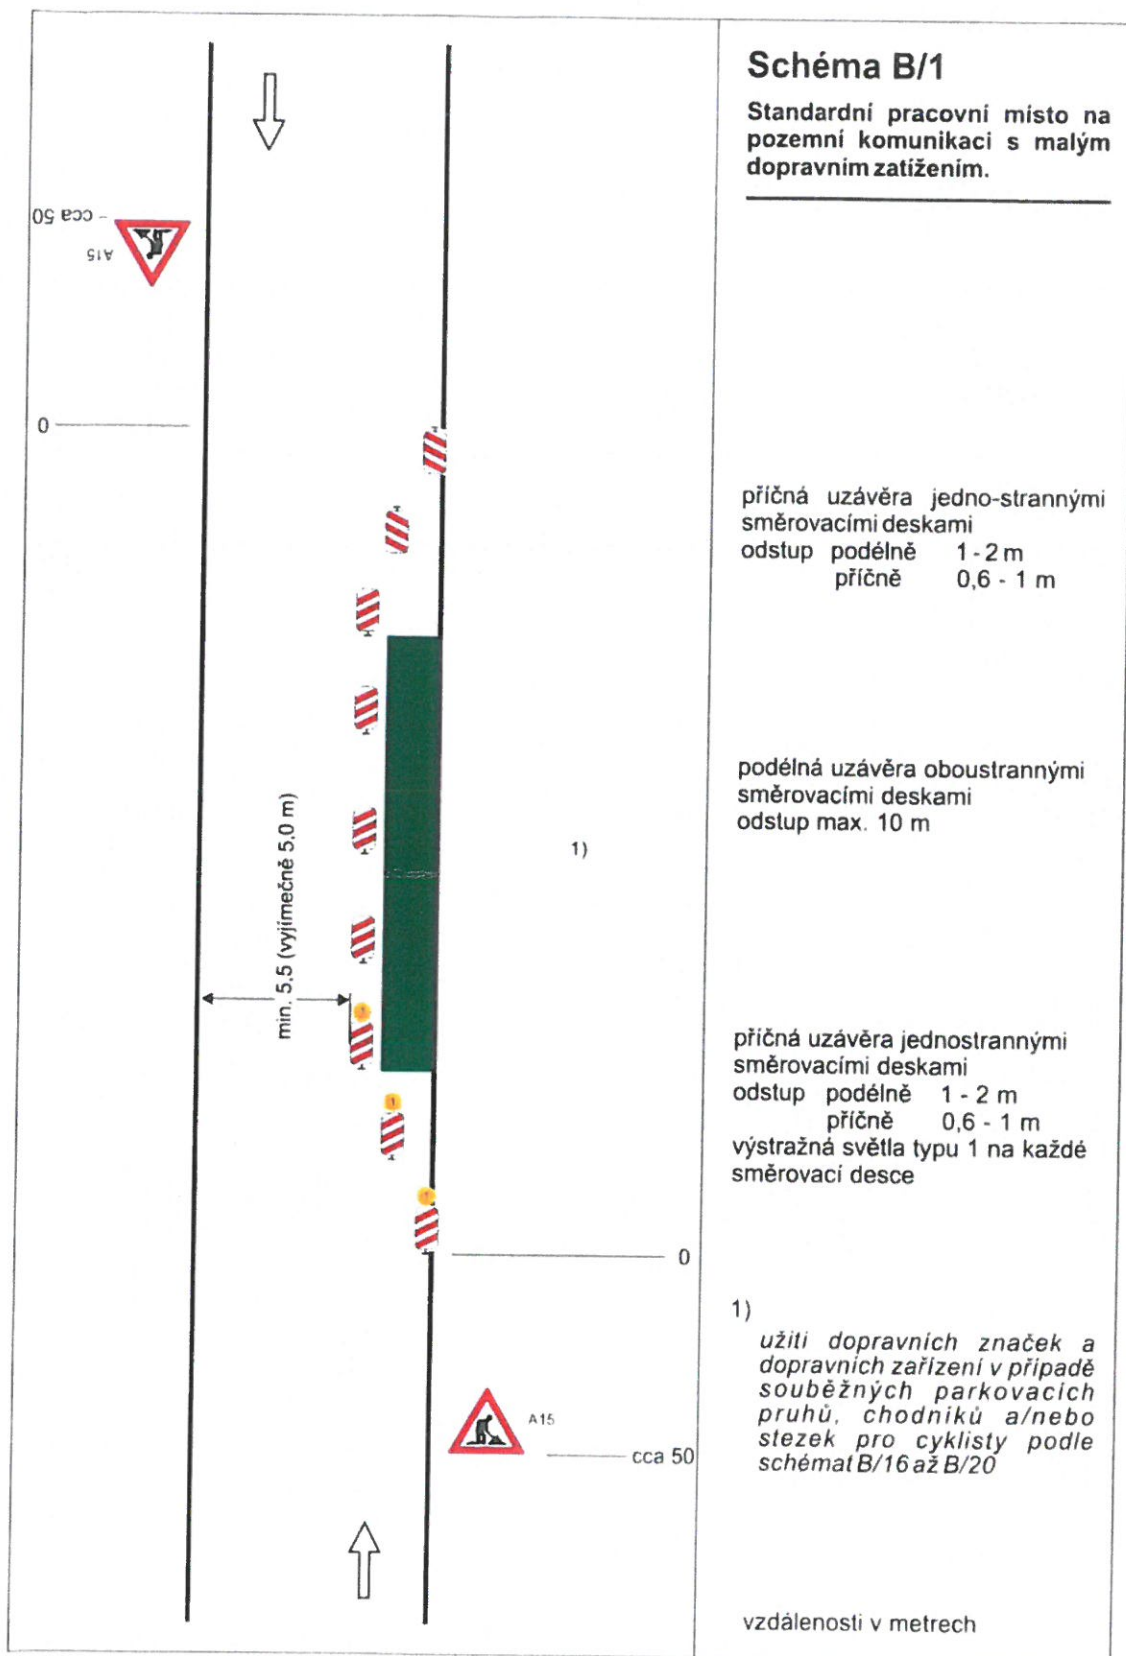 Schéma B/1
Standardní pracovní místo na
pozemní komunikaci s malým
dopravním zatížením.
cca 50
A15
0
příčná uzávěra jedno-strannými
směrovacími deskami
odstup podélně 1 - 2 m
příčně 0,6 - 1 m
podélná uzávěra oboustrannými
směrovacími deskami
odstup max. 10 m
1)
min. 5,5 (vyjímečně 5,0 m)
1
1
1
příčná uzávěra jednostrannými
směrovacími deskami
odstup podélně 1 - 2 m
příčně 0,6 - 1 m
výstražná světla typu 1 na každé
směrovací desce
0
A15
cca 50
1)
užití dopravních značek a
dopravních zařízení v případě
souběžných parkovacích
pruhů, chodníků a/nebo
stezek pro cyklisty podle
schémat B/16 až B/20
vzdálenosti v metrech